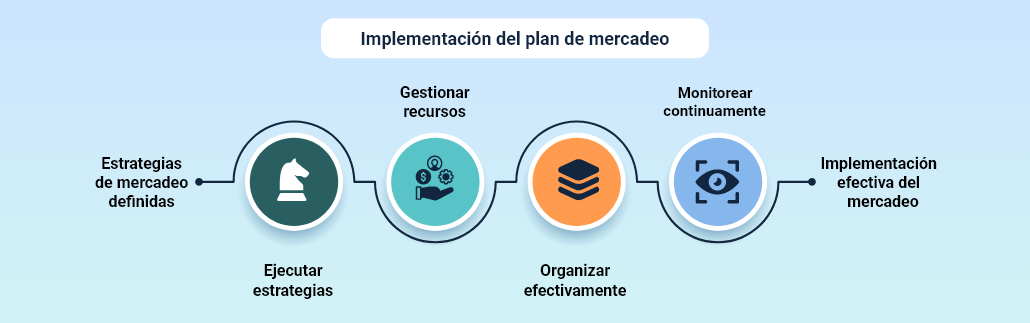 Implementación del plan de mercadeo
Estrategias
de mercadeo
definidas
Ejecutar
estrategias
Gestionar
recursos
$
Organizar
efectivamente
Monitorear
continuamente
Implementación
efectiva del
mercadeo